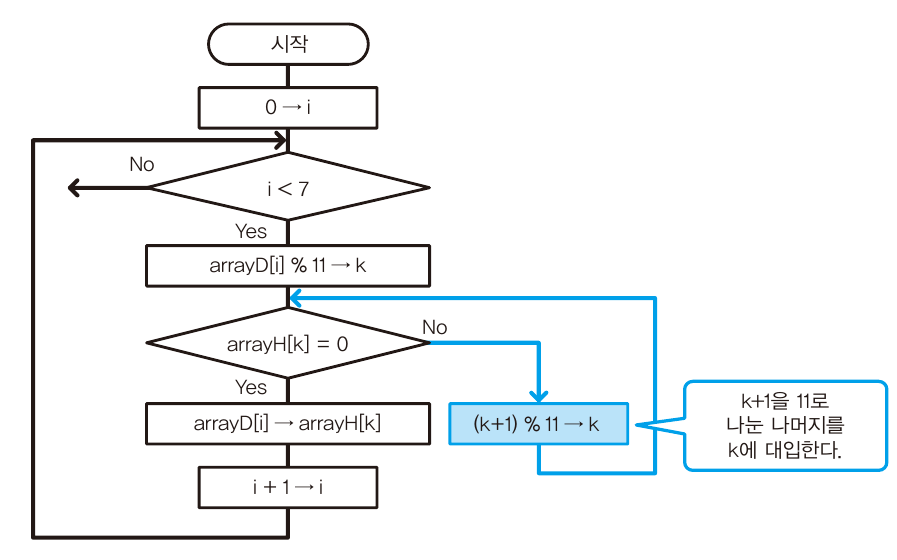 시작
0 → i
No
i < 7
Yes
arrayD[i] % 11 → k
No
arrayH[k] = 0
Yes
arrayD[i] → arrayH[k]
(k+1) % 11 → k
k+1을 11로
나눈 나머지를
k에 대입한다.
i + 1 → i